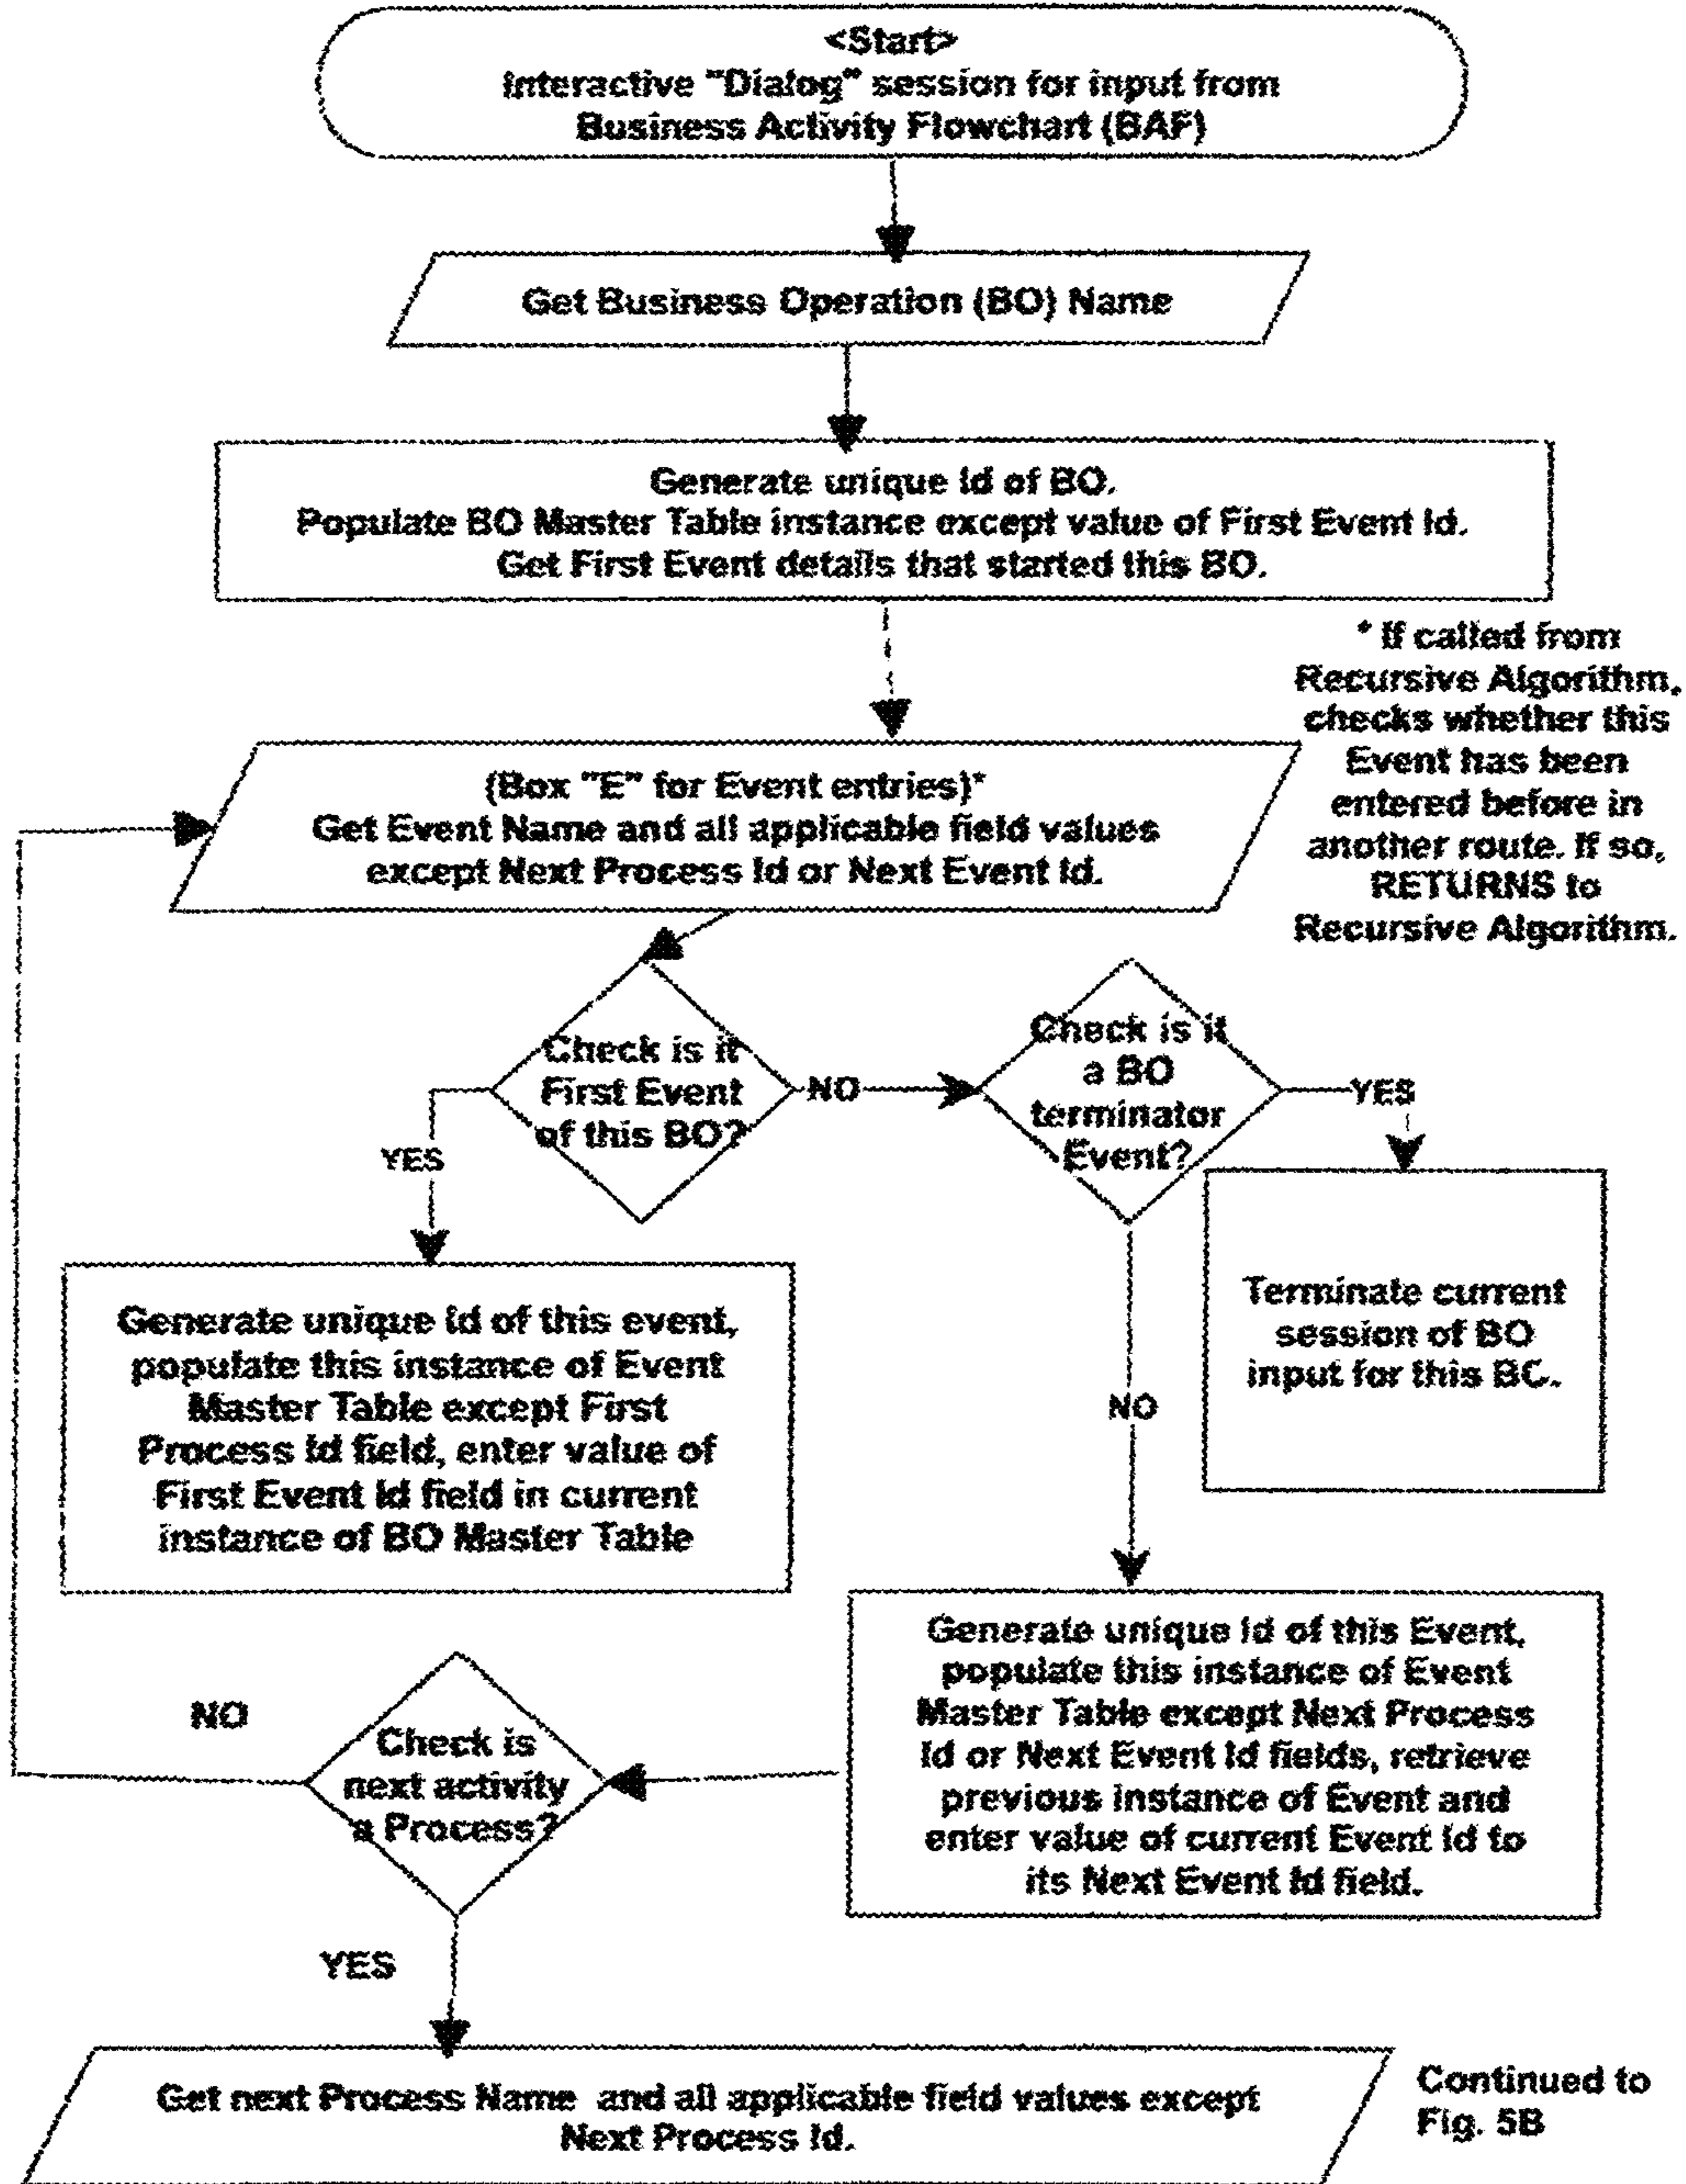 <Start>
Interactive "Dialog" session for input from
Business Activity Flowchart (BAF)
Get Business Operation (BO) Name
Generate unique Id of BO.
Populate BO Master Table instance except value of First Event Id.
Get First Event details that started this BO.
* If called from
Recursive Algorithm,
checks whether this
Event has been
entered before in
another route. If so,
RETURNS to
Recursive Algorithm.
(Box "E" for Event entries)*
Get Event Name and all applicable field values
except Next Process Id or Next Event Id.
Check is it
First Event
of this BO?
NO
Check is it
a BO
terminator
Event?
YES
YES
Terminate current
session of BO
input for this BO.
Generate unique id of this event,
populate this instance of Event
Master Table except First
Process Id field, enter value of
First Event Id field in current
instance of BO Master Table
NO
Generate unique Id of this Event,
populate this instance of Event
Master Table except Next Process
Id or Next Event Id fields, retrieve
previous instance of Event and
enter value of current Event Id to
its Next Event Id field.
NO
Check is
next activity
a Process?
YES
Get next Process Name and all applicable field values except
Next Process Id.
Continued to
Fig. 5B